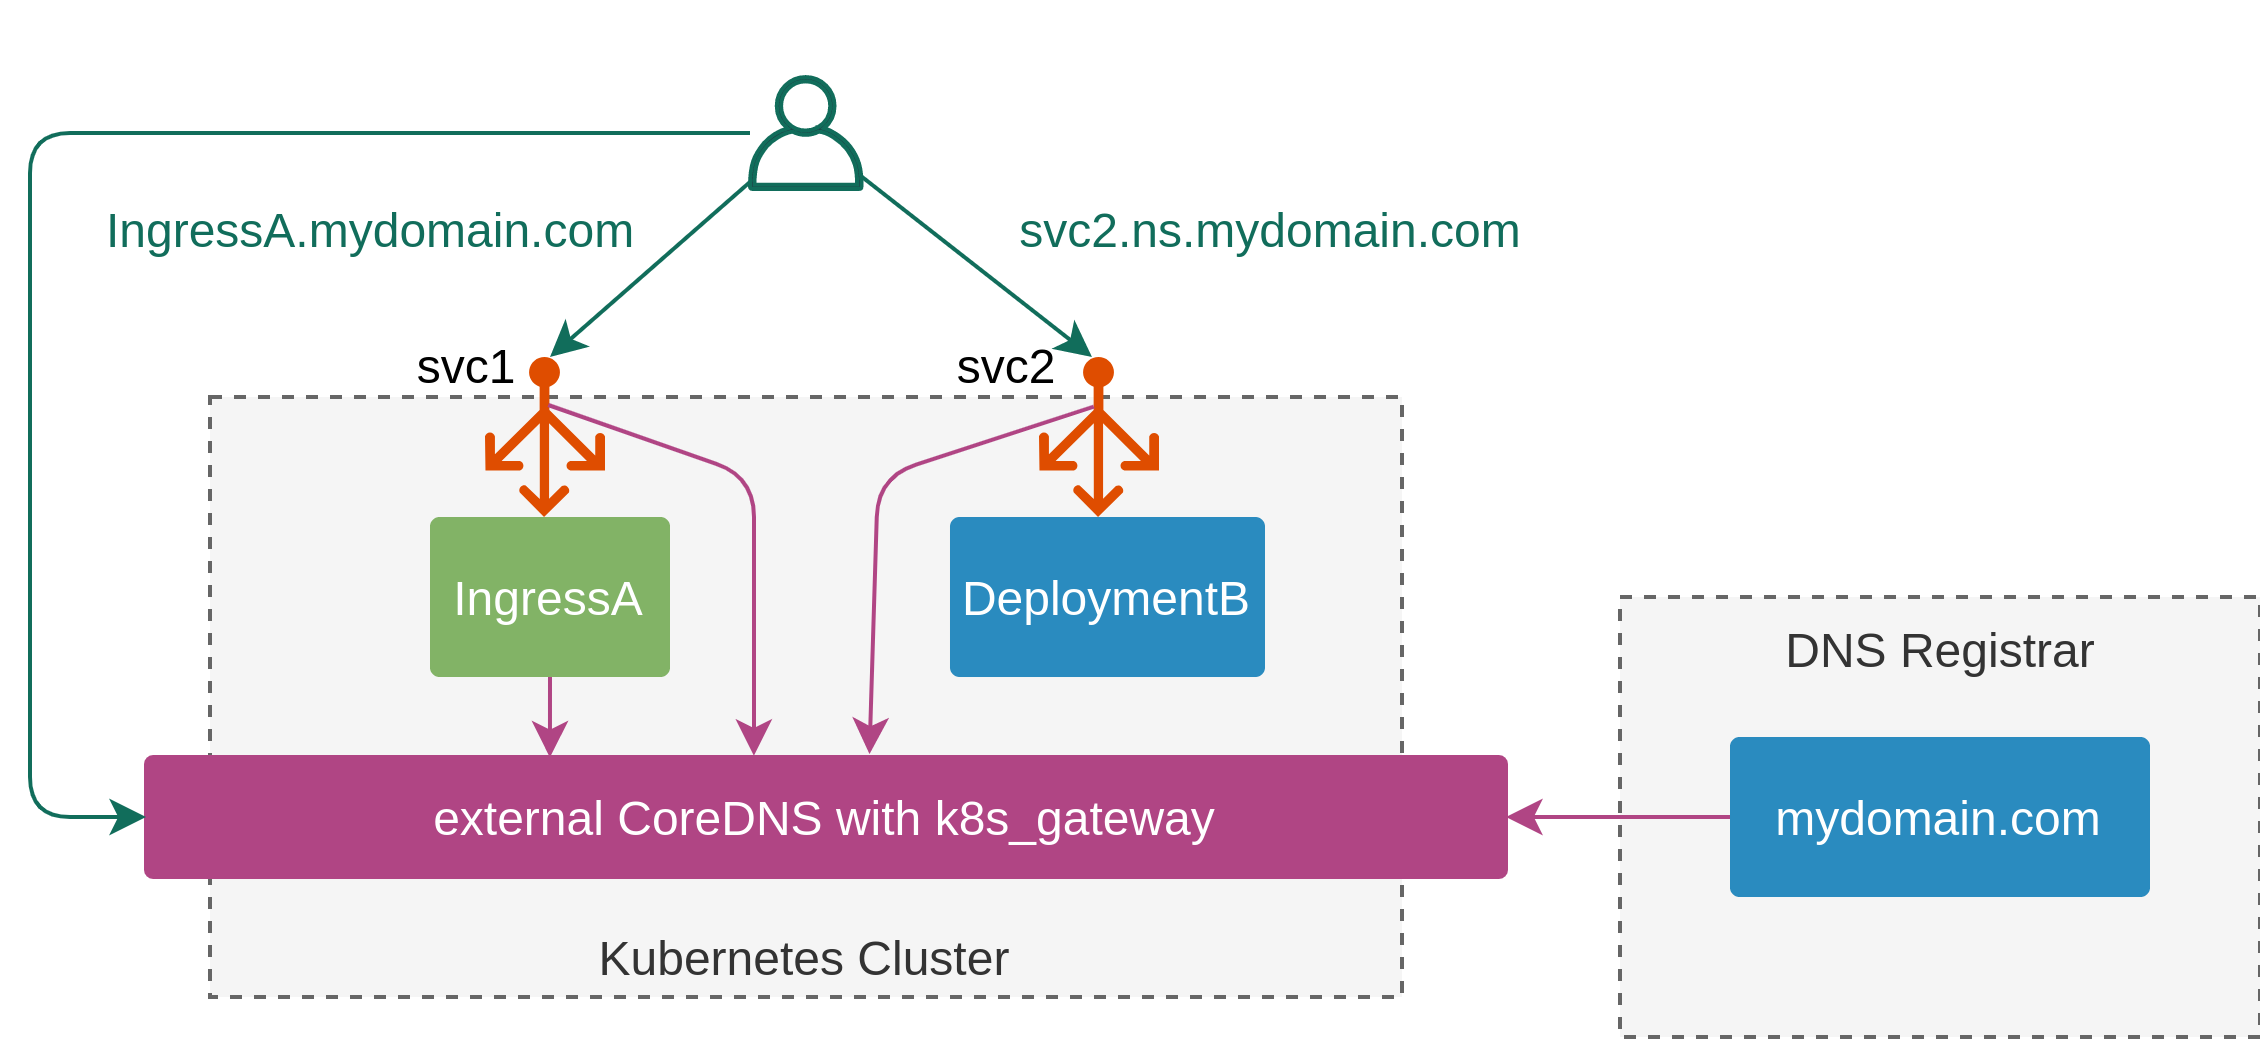 IngressA.mydomain.com
svc2.ns.mydomain.com
svc1
svc2
IngressA
DeploymentB
DNS Registrar
external CoreDNS with k8s_gateway
mydomain.com
Kubernetes Cluster